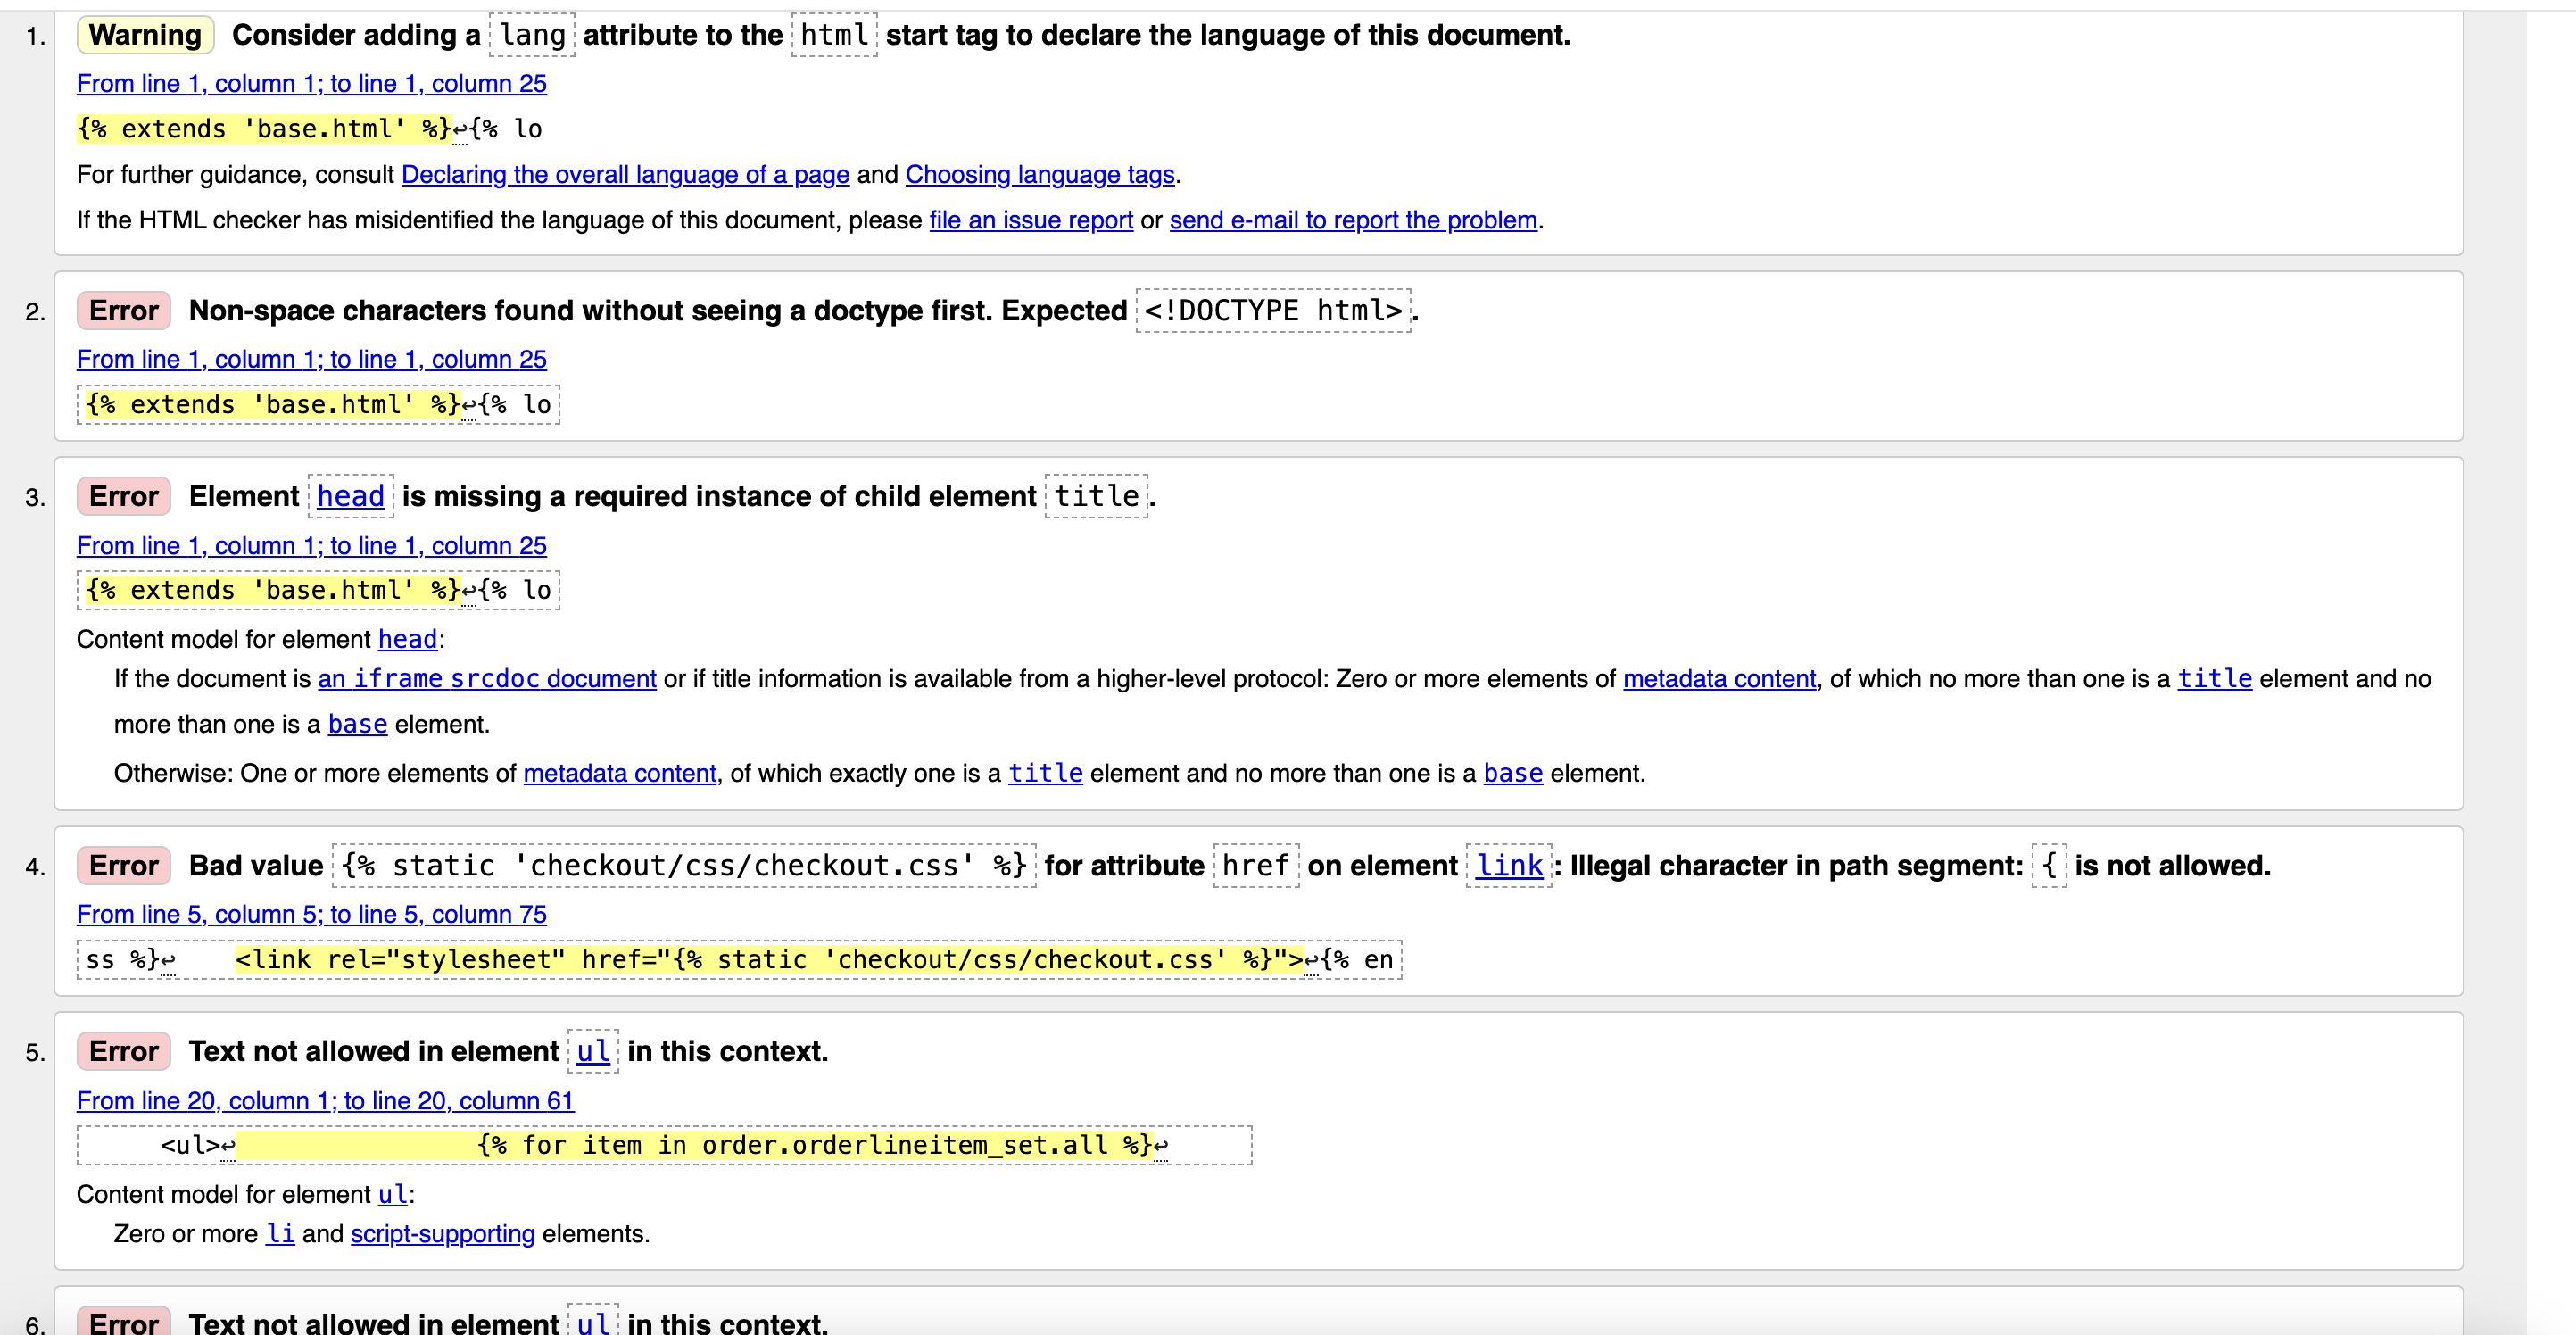 1. Warning Consider adding a lang attribute to the html start tag to declare the language of this document.
From line 1, column 1; to line 1, column 25
{% extends 'base.html' %}↩{% lo
For further guidance, consult Declaring the overall language of a page and Choosing language tags.
If the HTML checker has misidentified the language of this document, please file an issue report or send e-mail to report the problem.
2. Error Non-space characters found without seeing a doctype first. Expected <!DOCTYPE html>.
From line 1, column 1; to line 1, column 25
{% extends 'base.html' %}↩{% lo
3. Error Element head is missing a required instance of child element title.
From line 1, column 1; to line 1, column 25
{% extends 'base.html' %}↩{% lo
Content model for element head:
If the document is an iframe srcdoc document or if title information is available from a higher-level protocol: Zero or more elements of metadata content, of which no more than one is a title element and no
more than one is a base element.
Otherwise: One or more elements of metadata content, of which exactly one is a title element and no more than one is a base element.
4. Error Bad value {% static 'checkout/css/checkout.css' %} for attribute href on element link: Illegal character in path segment: { is not allowed.
From line 5, column 5; to line 5, column 75
ss %}↩    <link rel="stylesheet" href="{% static 'checkout/css/checkout.css' %}">↩{% en
5. Error Text not allowed in element ul in this context.
From line 20, column 1; to line 20, column 61
<ul>↩                {% for item in order.orderlineitem_set.all %}↩
Content model for element ul:
Zero or more li and script-supporting elements.
6. Error Text not allowed in element ul in this context.